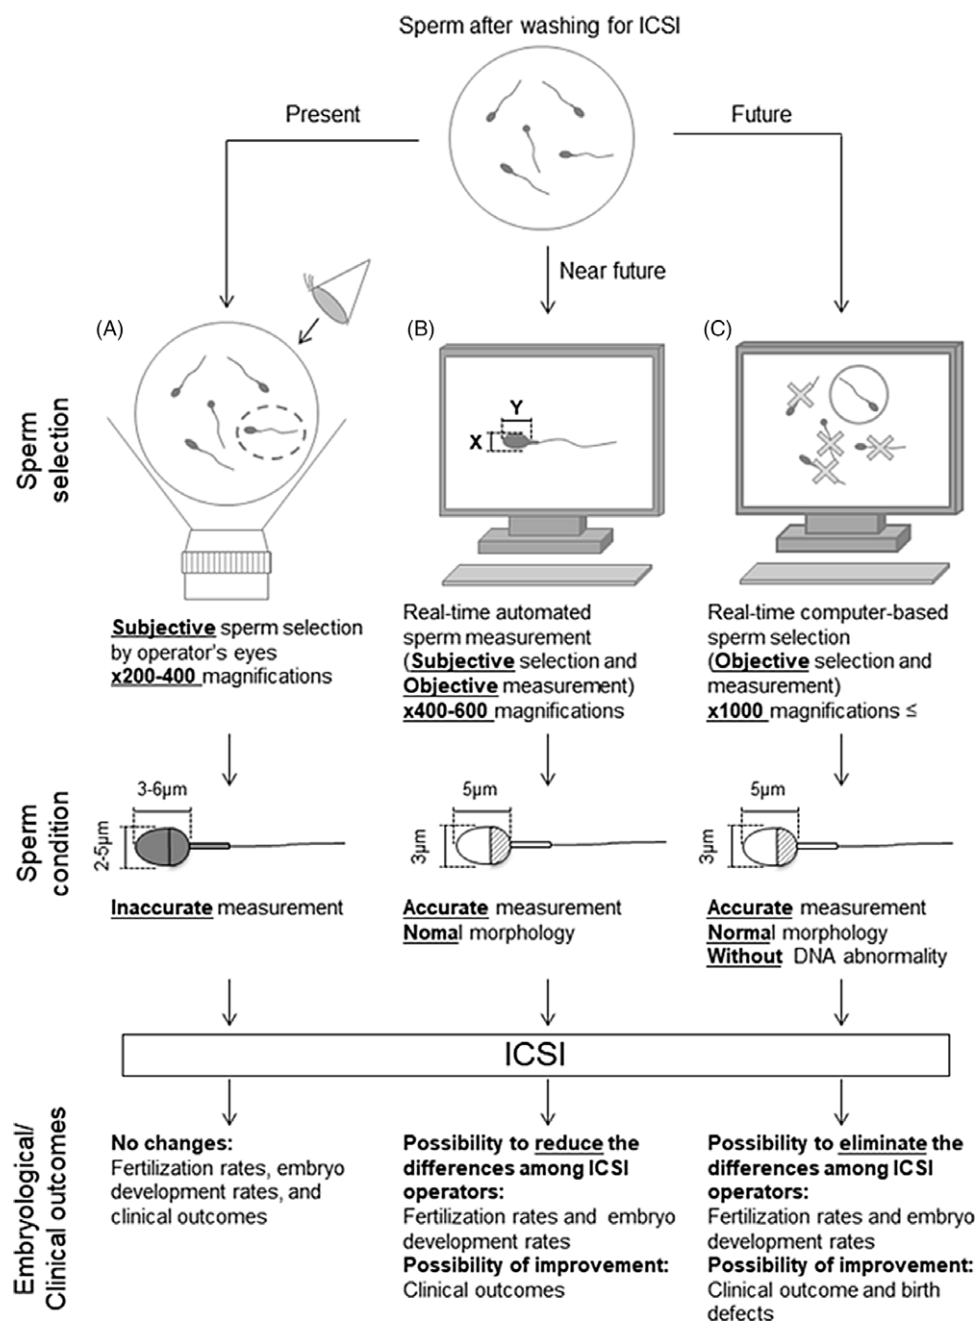 Sperm after washing for ICSI
Present
Future
Near future
(A)
(B)
(C)
Sperm
selection
Y
X
Subjective sperm selection
by operator's eyes
x200-400 magnifications
Real-time automated
sperm measurement
(Subjective selection and
Objective measurement)
x400-600 magnifications
Real-time computer-based
sperm selection
(Objective selection and
measurement)
x1000 magnifications ≤
Sperm
condition
3-6μm
2-5μm
Inaccurate measurement
5μm
3μm
Accurate measurement
Nomal morphology
5μm
3μm
Accurate measurement
Normal morphology
Without DNA abnormality
ICSI
Embryological/
Clinical outcomes
No changes:
Fertilization rates, embryo
development rates, and
clinical outcomes
Possibility to reduce the
differences among ICSI
operators:
Fertilization rates and embryo
development rates
Possibility of improvement:
Clinical outcomes
Possibility to eliminate the
differences among ICSI
operators:
Fertilization rates and embryo
development rates
Possibility of improvement:
Clinical outcome and birth
defects